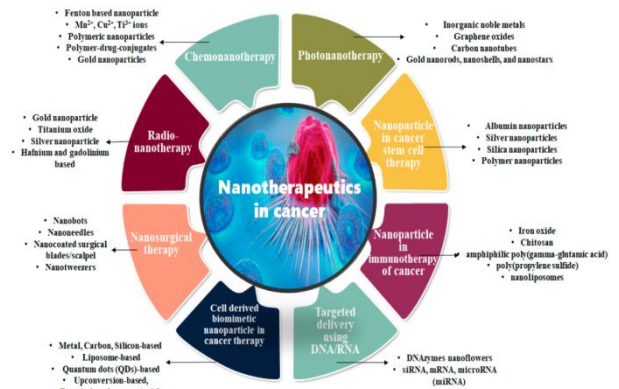 • Fenton based nanoparticle
• Mn²⁺, Cu²⁺, Ti³⁺ ions
• Polymeric nanoparticles
• Polymer-drug-conjugates
• Gold nanoparticles
Chemonanotherapy
Photonanotherapy
• Inorganic noble metals
• Graphene oxides
• Carbon nanotubes
• Gold nanorods, nanoshells, and nanostars
• Gold nanoparticle
• Titanium oxide
• Silver nanoparticle
• Hafnium and gadolinium
based
Radio-
nanotherapy
Nanoparticle
in cancer
stem cell
therapy
• Albumin nanoparticles
• Silver nanoparticles
• Silica nanoparticles
• Polymer nanoparticles
Nanotherapeutics
in cancer
• Nanobots
• Nanoneedles
• Nanocoated surgical
blades/scalpel
• Nanotweezers
Nanosurgical
therapy
Nanoparticle
in
immunotherapy
of cancer
• Iron oxide
• Chitosan
• amphiphilic poly(gamma-glutamic acid)
• poly(propylene sulfide)
• nanoliposomes
Cell derived
biomimetic
nanoparticle in
cancer therapy
Targeted
delivery
using
DNA/RNA
• Metal, Carbon, Silicon-based
• Liposome-based
• Quantum dots (QDs)-based
• Upconversion-based,
• DNAzymes nanoflowers
• siRNA, mRNA, microRNA
(miRNA)